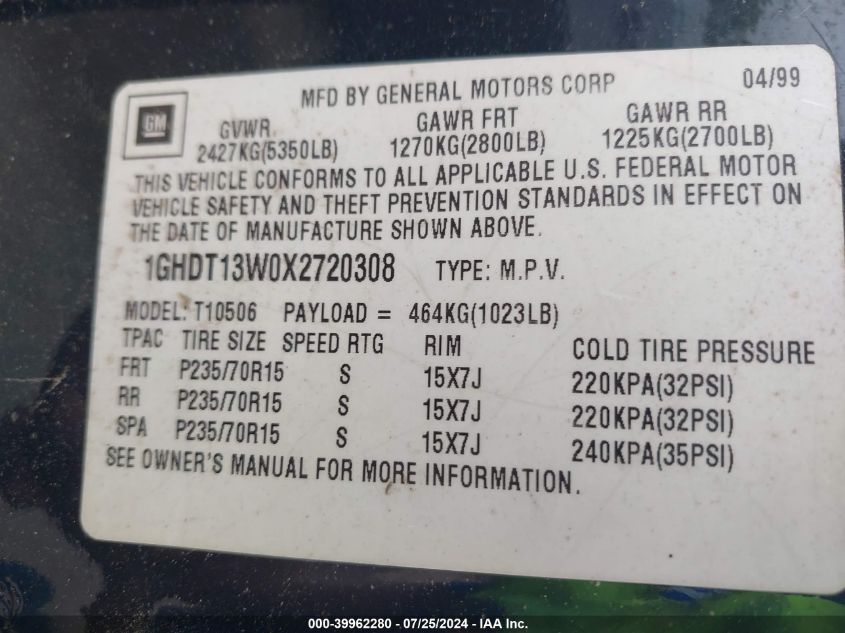 MFD BY GENERAL MOTORS CORP 04/99
GM
GVWR GAWR FRT GAWR RR
2427KG(5350LB) 1270KG(2800LB) 1225KG(2700LB)
THIS VEHICLE CONFORMS TO ALL APPLICABLE U.S. FEDERAL MOTOR
VEHICLE SAFETY AND THEFT PREVENTION STANDARDS IN EFFECT ON
THE DATE OF MANUFACTURE SHOWN ABOVE.
1GHDT13W0X2720308 TYPE: M.P.V.
MODEL: T10506 PAYLOAD = 464KG(1023LB)
TPAC TIRE SIZE SPEED RTG RIM COLD TIRE PRESSURE
FRT P235/70R15 S 15X7J 220KPA(32PSI)
RR P235/70R15 S 15X7J 220KPA(32PSI)
SPA P235/70R15 S 15X7J 240KPA(35PSI)
SEE OWNER'S MANUAL FOR MORE INFORMATION.
000-39962280 - 07/25/2024 - IAA, Inc.